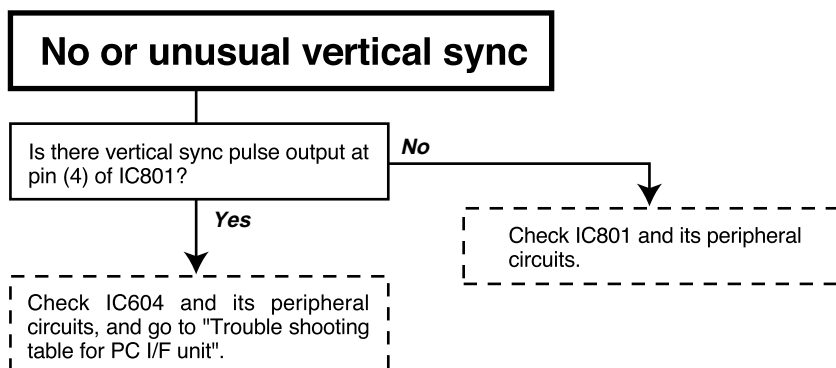 No or unusual vertical sync
Is there vertical sync pulse output at
pin (4) of IC801?
No
Yes
Check IC801 and its peripheral
circuits.
Check IC604 and its peripheral
circuits, and go to "Trouble shooting
table for PC I/F unit".